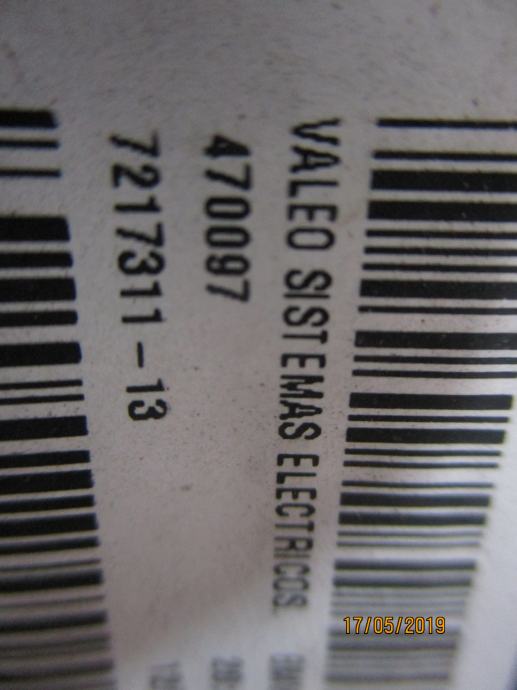 VALEO SISTEMAS ELECTRICOS.
470097
7217311-13
17/05/2019